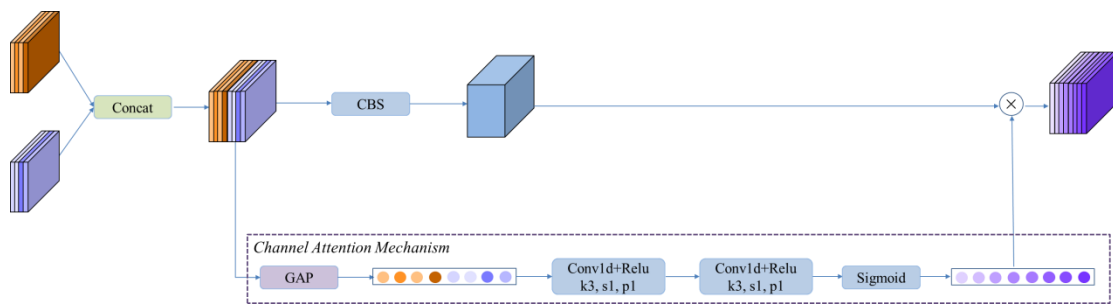 Concat
CBS
×
Channel Attention Mechanism
GAP
Conv1d+Relu
k3, s1, p1
Conv1d+Relu
k3, s1, p1
Sigmoid